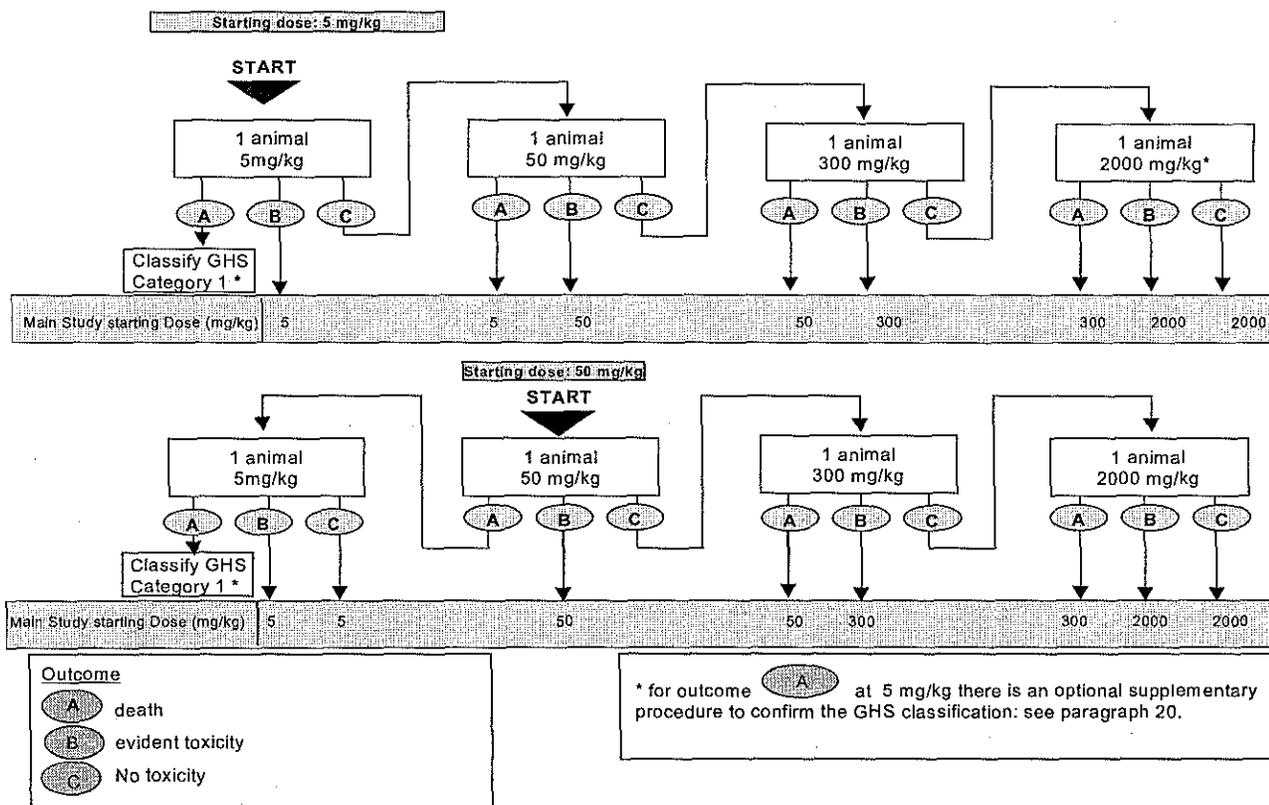 Starting dose: 5 mg/kg
START
1 animal
5mg/kg
1 animal
50 mg/kg
1 animal
300 mg/kg
1 animal
2000 mg/kg*
A B C
A B C
A B C
A B C
Classify GHS
Category 1 *
Main Study starting Dose (mg/kg) 5 5 50 50 300 300 2000 2000
Starting dose: 50 mg/kg
START
1 animal
5mg/kg
1 animal
50 mg/kg
1 animal
300 mg/kg
1 animal
2000 mg/kg
A B C
A B C
A B C
A B C
Classify GHS
Category 1 *
Main Study starting Dose (mg/kg) 5 5 50 50 300 300 2000 2000
Outcome
A death
B evident toxicity
C No toxicity
* for outcome A at 5 mg/kg there is an optional supplementary
procedure to confirm the GHS classification: see paragraph 20.